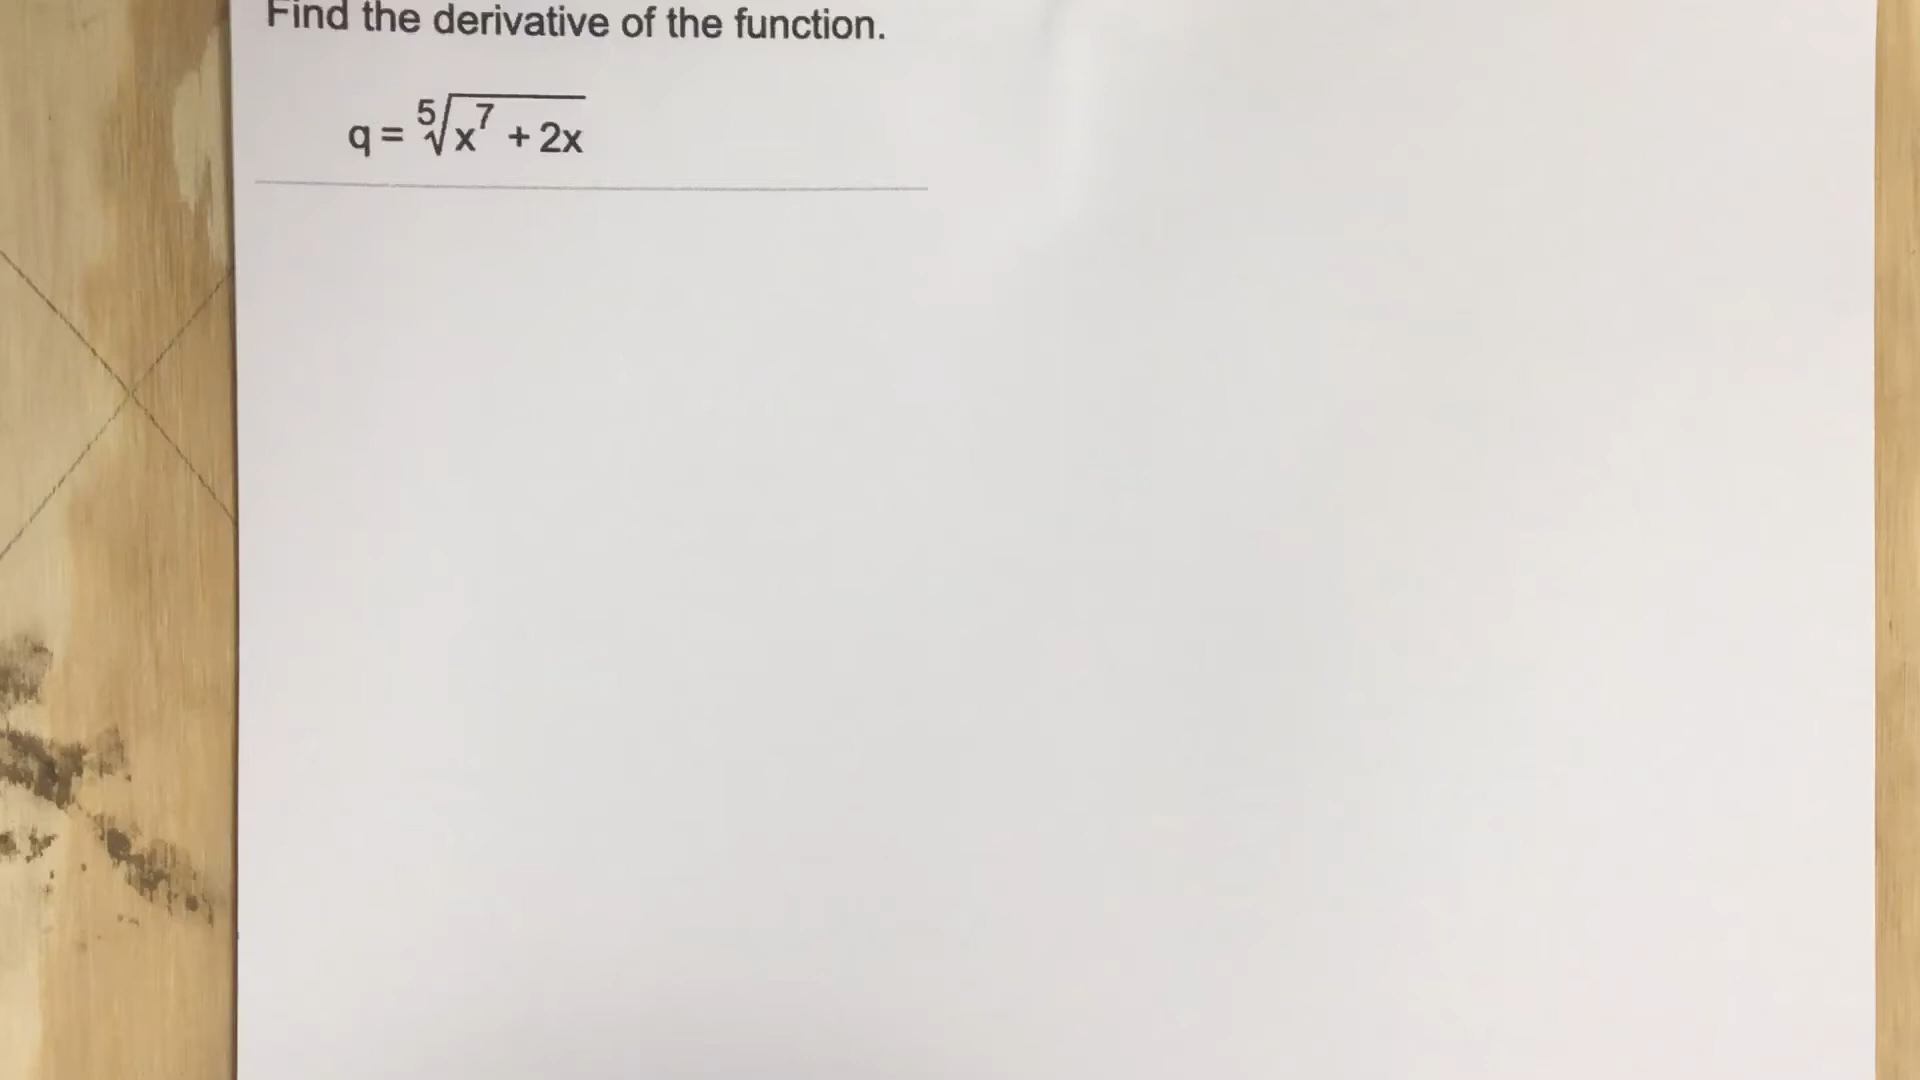 Find the derivative of the function.
q = ⁵√(x⁷ + 2x)